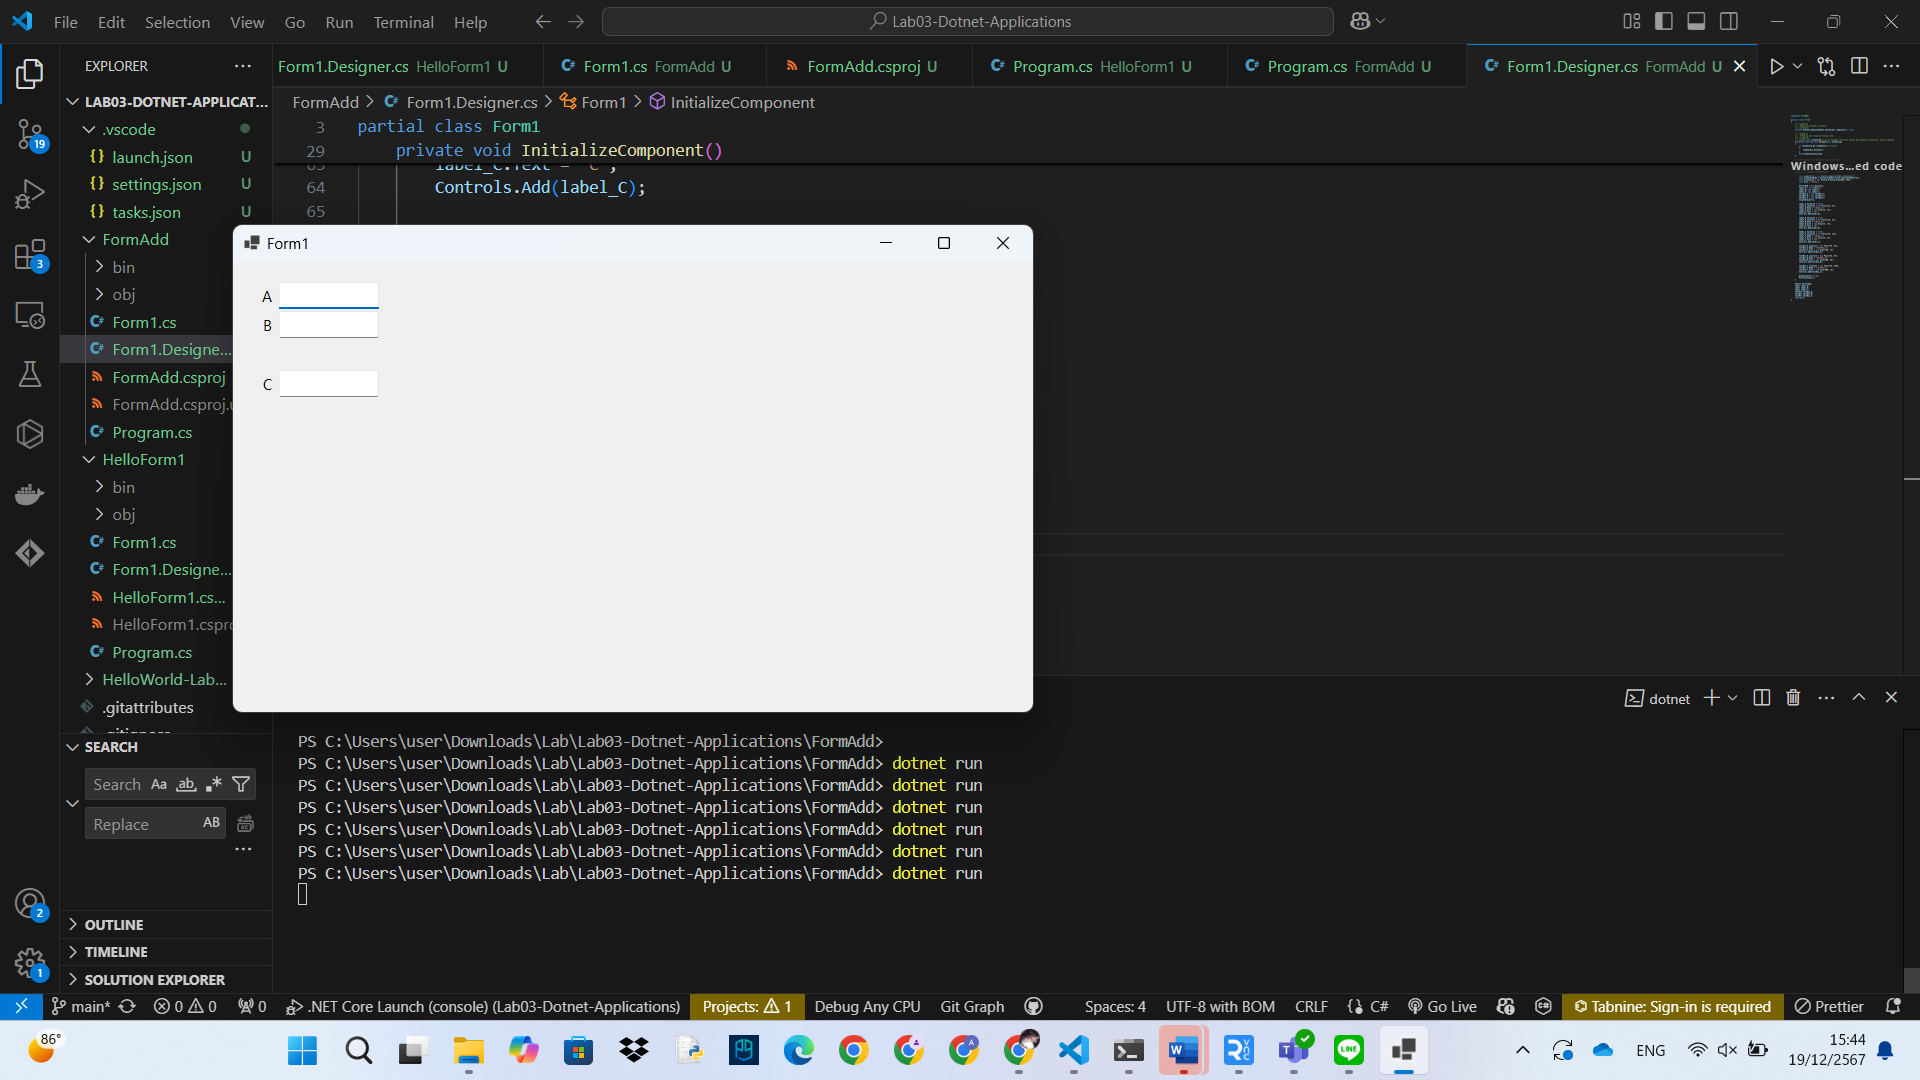 File Edit Selection View Go Run Terminal Help
Lab03-Dotnet-Applications
EXPLORER
Form1.Designer.cs HelloForm1 U
Form1.cs FormAdd U
FormAdd.csproj U
Program.cs HelloForm1 U
Program.cs FormAdd U
Form1.Designer.cs FormAdd U
LAB03-DOTNET-APPLICAT...
.vscode
launch.json U
settings.json U
tasks.json U
FormAdd
bin
obj
Form1.cs
Form1.Designe...
FormAdd.csproj
FormAdd.csproj.
Program.cs
HelloForm1
bin
obj
Form1.cs
Form1.Designe...
HelloForm1.cs...
HelloForm1.cspr
Program.cs
HelloWorld-Lab...
.gitattributes
.gitignore
19
3
2
1
SEARCH
Search Aa ab
Replace AB
OUTLINE
TIMELINE
SOLUTION EXPLORER
FormAdd > Form1.Designer.cs > Form1 > InitializeComponent
3 partial class Form1
29 private void InitializeComponent()
63 label_C.Text = "C";
64 Controls.Add(label_C);
65
Windows...ed code
Form1
A
B
C
dotnet
PS C:\Users\user\Downloads\Lab\Lab03-Dotnet-Applications\FormAdd>
PS C:\Users\user\Downloads\Lab\Lab03-Dotnet-Applications\FormAdd> dotnet run
PS C:\Users\user\Downloads\Lab\Lab03-Dotnet-Applications\FormAdd> dotnet run
PS C:\Users\user\Downloads\Lab\Lab03-Dotnet-Applications\FormAdd> dotnet run
PS C:\Users\user\Downloads\Lab\Lab03-Dotnet-Applications\FormAdd> dotnet run
PS C:\Users\user\Downloads\Lab\Lab03-Dotnet-Applications\FormAdd> dotnet run
PS C:\Users\user\Downloads\Lab\Lab03-Dotnet-Applications\FormAdd> dotnet run
main* 0 0 0 .NET Core Launch (console) (Lab03-Dotnet-Applications) Projects: 1 Debug Any CPU Git Graph Spaces: 4 UTF-8 with BOM CRLF {} C# Go Live Tabnine: Sign-in is required Prettier
86°
ENG
15:44
19/12/2567